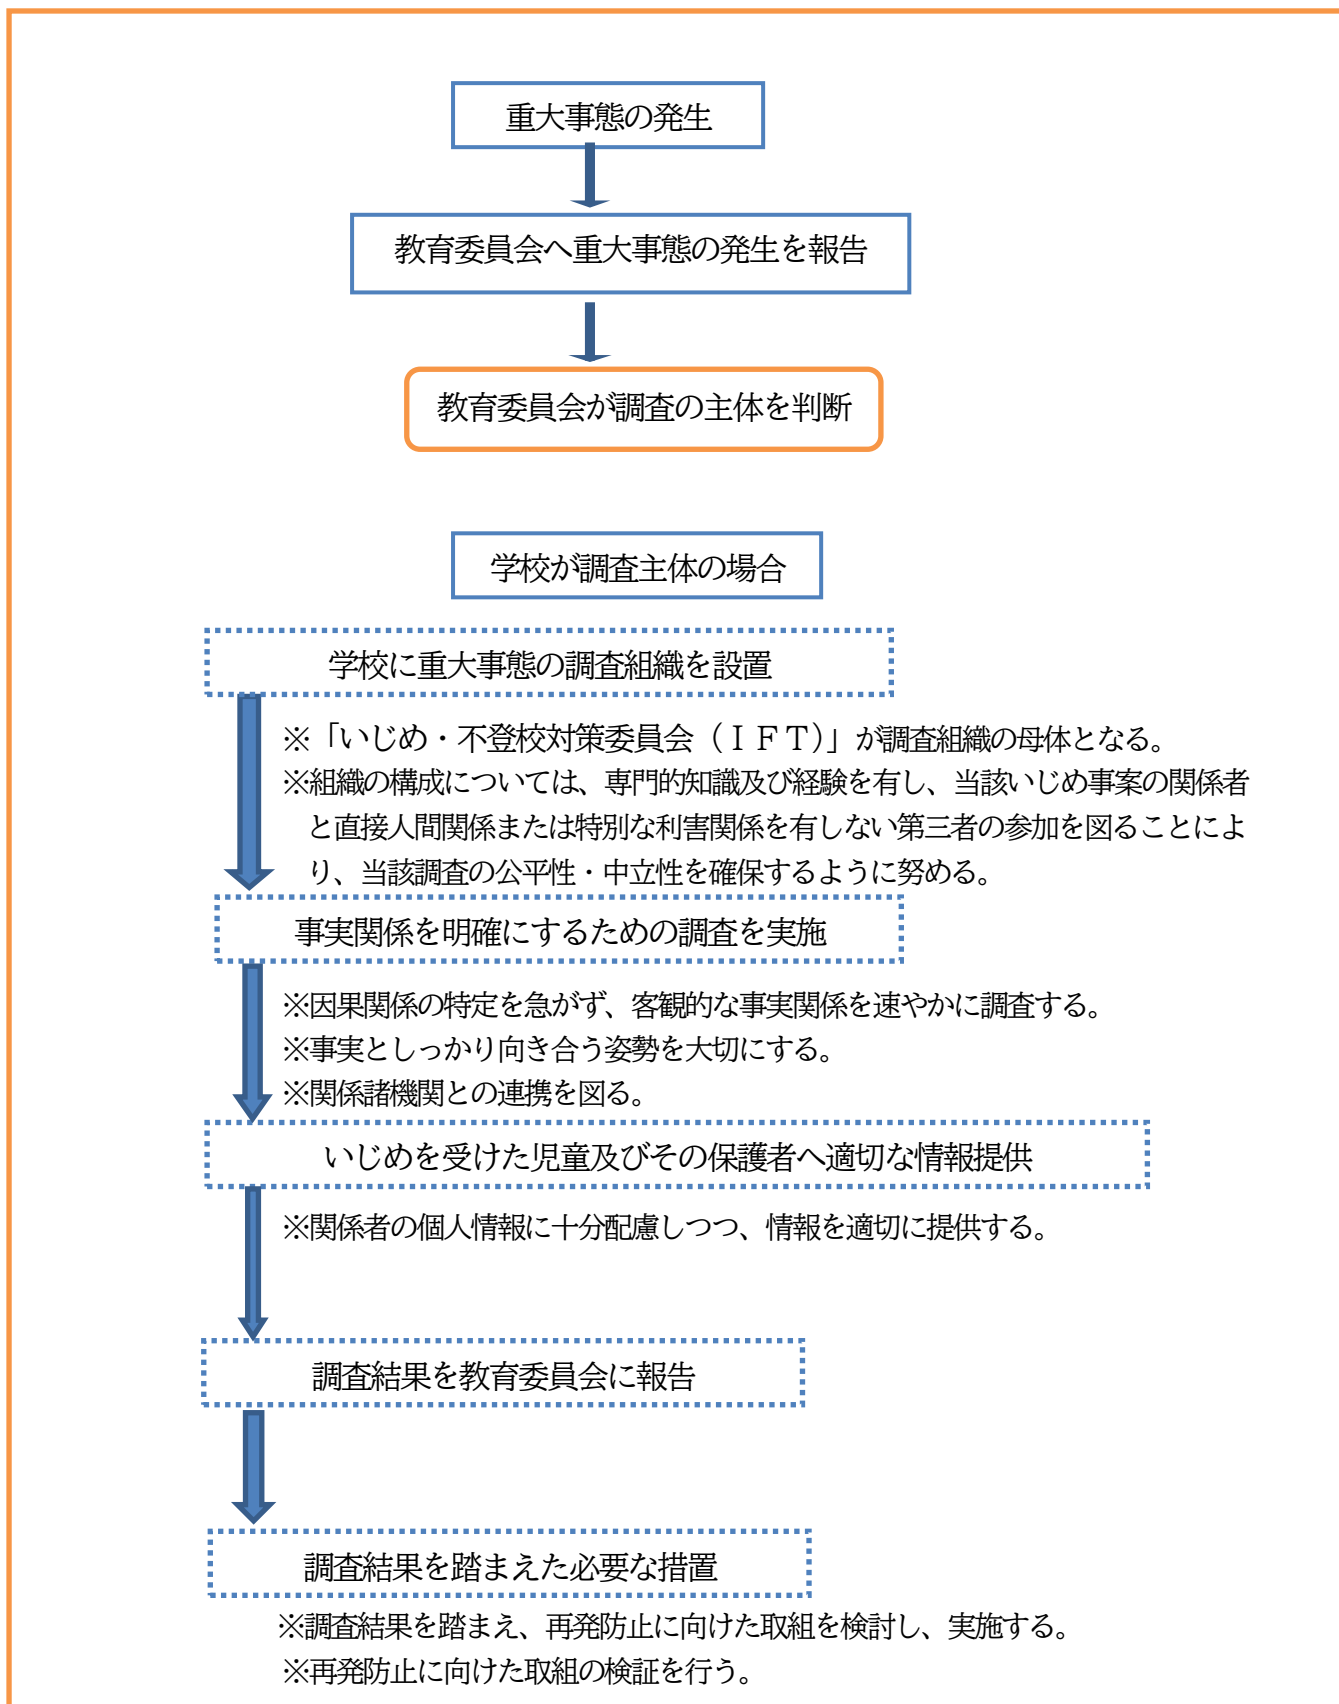 重大事態の発生
教育委員会へ重大事態の発生を報告
教育委員会が調査の主体を判断
学校が調査主体の場合
学校に重大事態の調査組織を設置
※「いじめ・不登校対策委員会（ＩＦＴ）」が調査組織の母体となる。
※組織の構成については、専門的知識及び経験を有し、当該いじめ事案の関係者
と直接人間関係または特別な利害関係を有しない第三者の参加を図ることによ
り、当該調査の公平性・中立性を確保するように努める。
事実関係を明確にするための調査を実施
※因果関係の特定を急がず、客観的な事実関係を速やかに調査する。
※事実としっかり向き合う姿勢を大切にする。
※関係諸機関との連携を図る。
いじめを受けた児童及びその保護者へ適切な情報提供
※関係者の個人情報に十分配慮しつつ、情報を適切に提供する。
調査結果を教育委員会に報告
調査結果を踏まえた必要な措置
※調査結果を踏まえ、再発防止に向けた取組を検討し、実施する。
※再発防止に向けた取組の検証を行う。